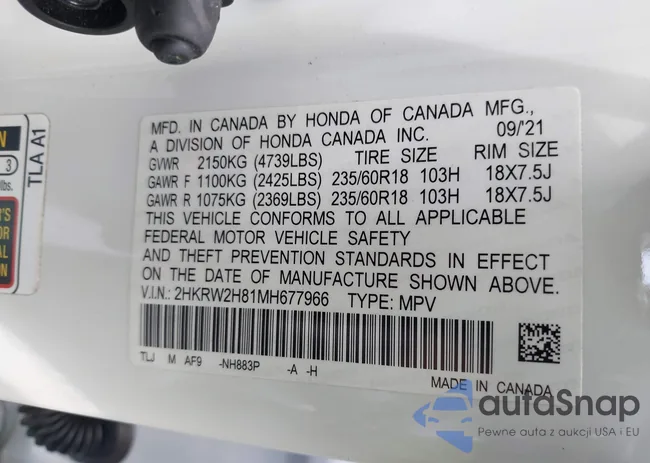 MFD. IN CANADA BY HONDA OF CANADA MFG.,
A DIVISION OF HONDA CANADA INC. 09/'21
GVWR 2150KG (4739LBS) TIRE SIZE RIM SIZE
GAWR F 1100KG (2425LBS) 235/60R18 103H 18X7.5J
GAWR R 1075KG (2369LBS) 235/60R18 103H 18X7.5J
THIS VEHICLE CONFORMS TO ALL APPLICABLE
FEDERAL MOTOR VEHICLE SAFETY
AND THEFT PREVENTION STANDARDS IN EFFECT
ON THE DATE OF MANUFACTURE SHOWN ABOVE.
V.I.N.: 2HKRW2H81MH677966 TYPE: MPV
TLJ M AF9 -NH883P -A -H
MADE IN CANADA
TLA A1
3
autoSnap
Pewne auta z aukcji USA i EU